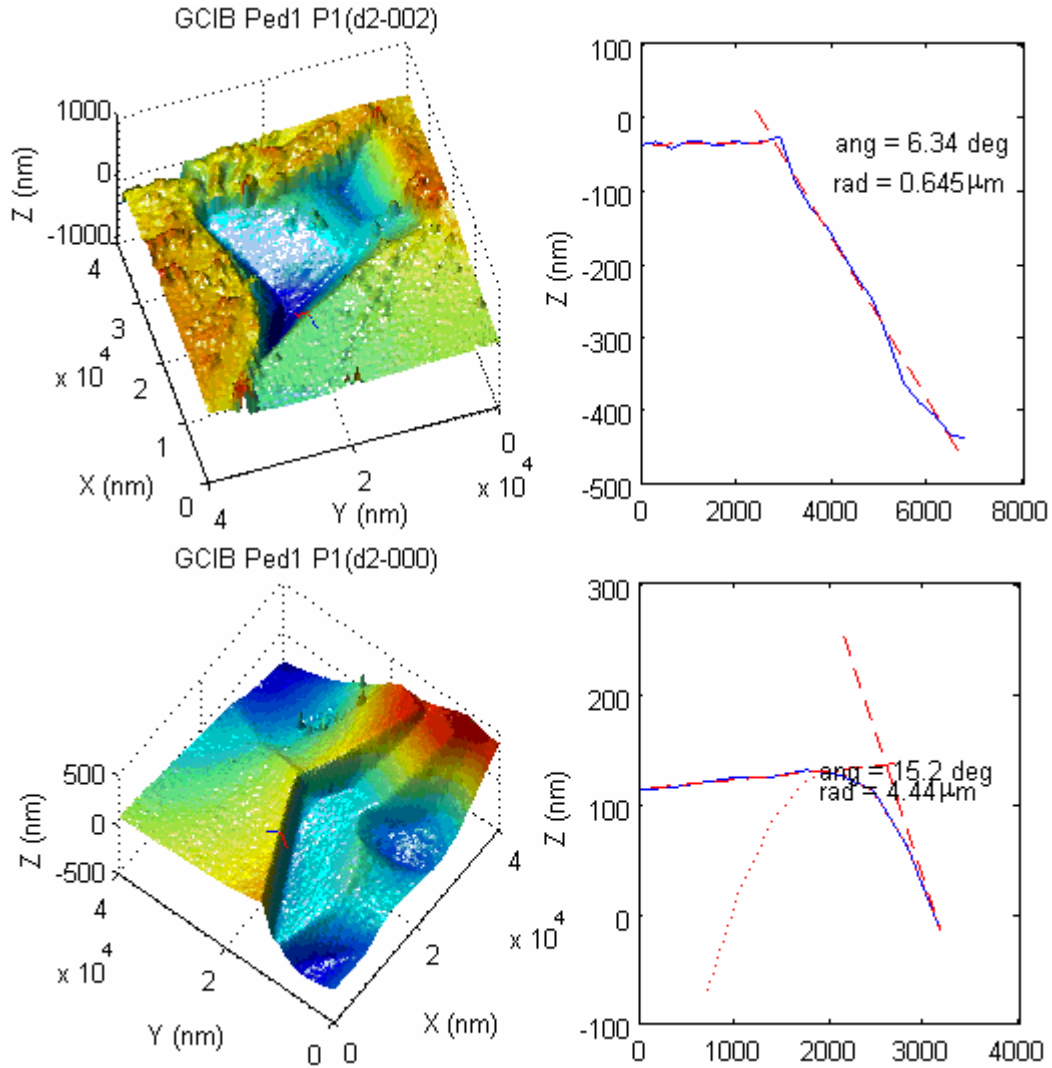 GCIB Ped1 P1(d2-002)
1000
0
-1000
Z (nm)
4
3
2
1
0
x 10 4
X (nm)
4
2
0
x 10 4
Y (nm)
100
0
-100
-200
-300
-400
-500
Z (nm)
ang = 6.34 deg
rad = 0.645µm
0 2000 4000 6000 8000
GCIB Ped1 P1(d2-000)
500
0
-500
Z (nm)
4
2
0
x 10 4
Y (nm)
4
2
0
x 10 4
X (nm)
300
200
100
0
-100
Z (nm)
ang = 15.2 deg
rad = 4.44µm
0 1000 2000 3000 4000